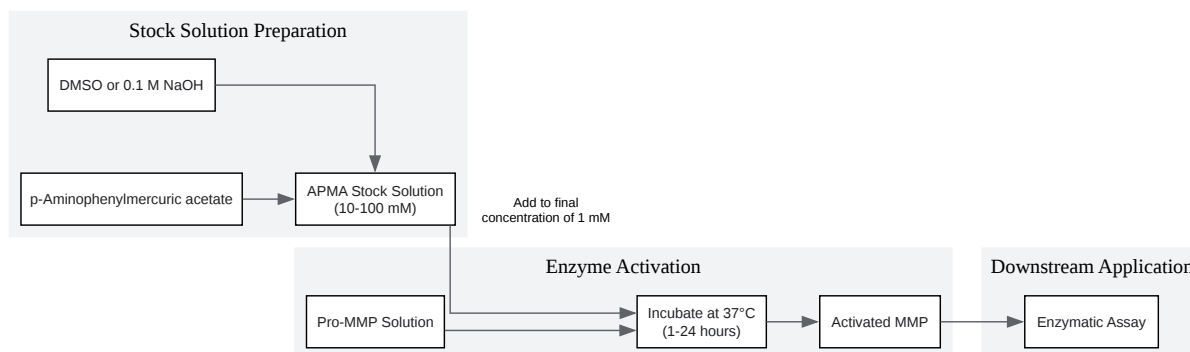 Stock Solution Preparation
DMSO or 0.1 M NaOH
p-Aminophenylmercuric acetate
APMA Stock Solution
(10-100 mM)
Add to final
concentration of 1 mM
Enzyme Activation
Downstream Application
Pro-MMP Solution
Incubate at 37°C
(1-24 hours)
Activated MMP
Enzymatic Assay